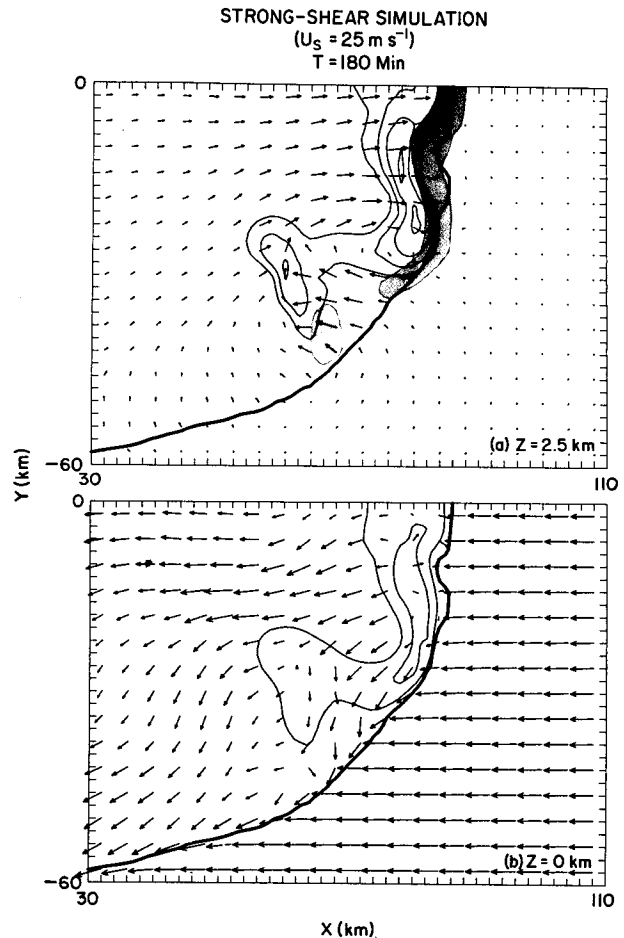 STRONG-SHEAR SIMULATION
(U_S = 25 m s⁻¹)
T = 180 Min
0
(a) Z = 2.5 km
-60
30
110
Y (km)
0
(b) Z = 0 km
-60
30
110
X (km)